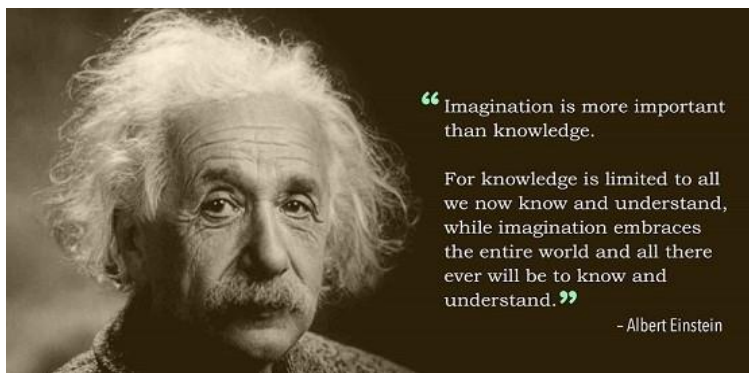 “ Imagination is more important
than knowledge.
For knowledge is limited to all
we now know and understand,
while imagination embraces
the entire world and all there
ever will be to know and
understand.”
– Albert Einstein